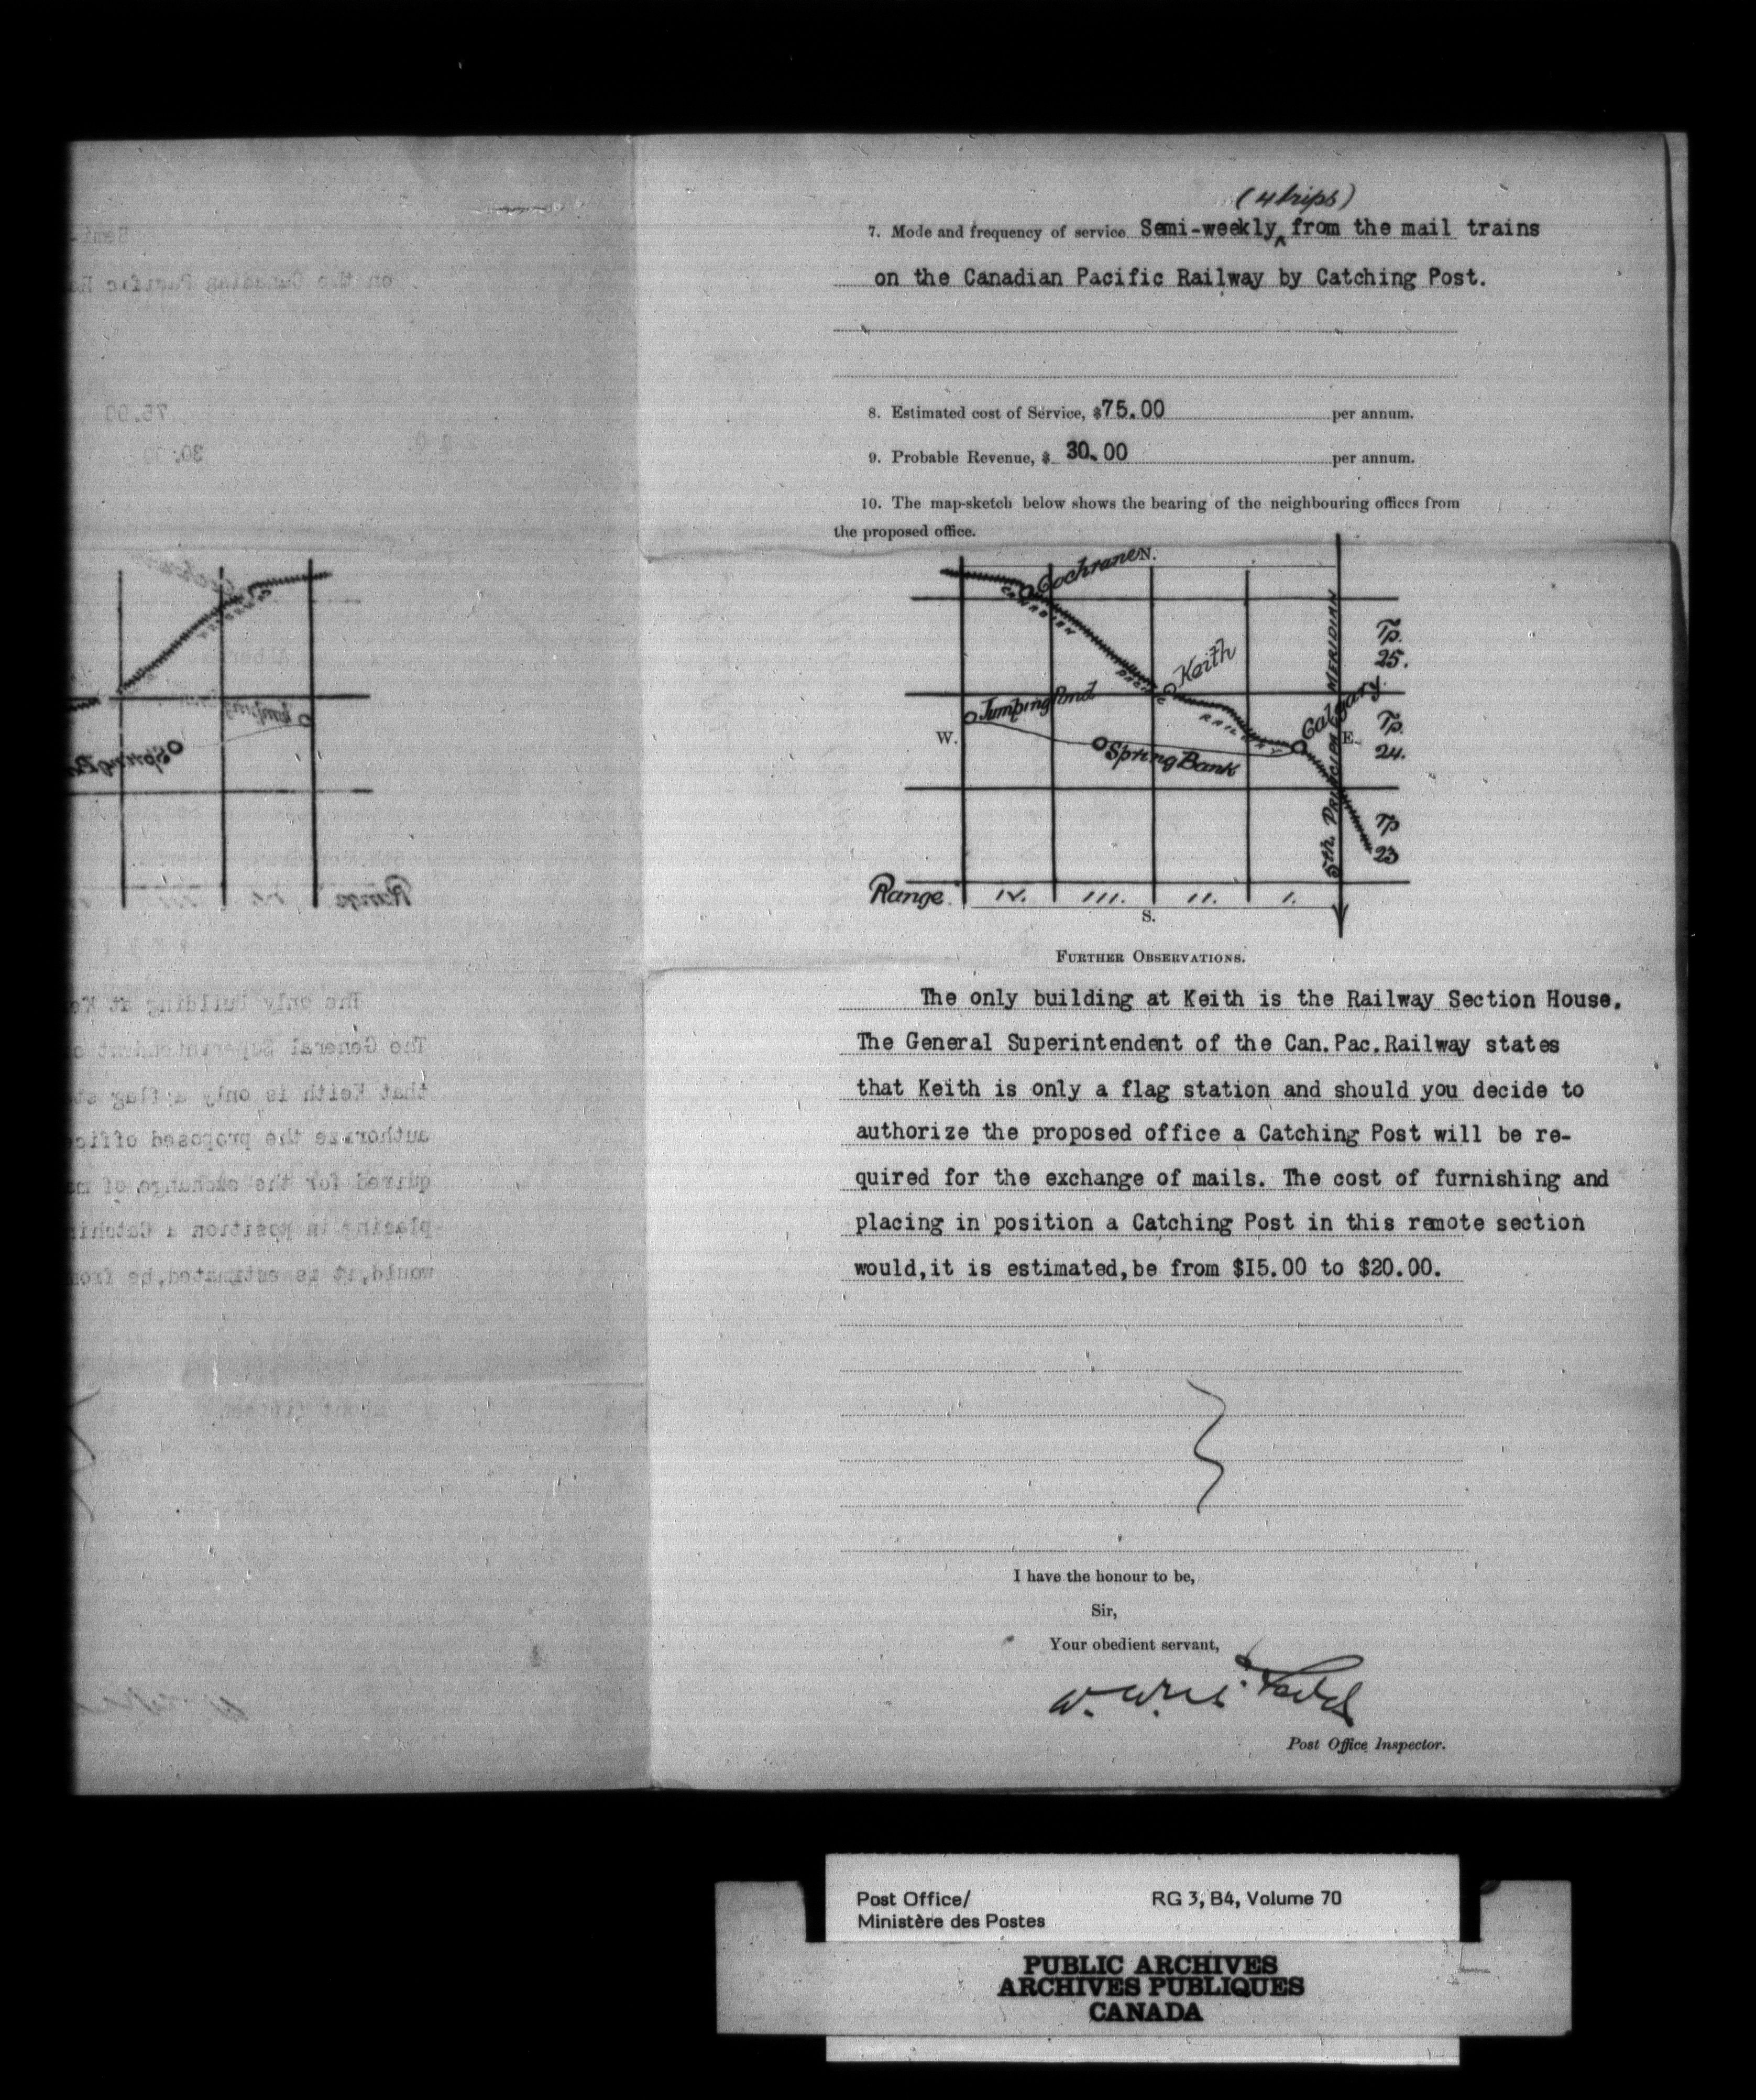 (4 trips)
7. Mode and frequency of service Semi-weekly from the mail trains
on the Canadian Pacific Railway by Catching Post.
8. Estimated cost of Service, $75.00 per annum.
9. Probable Revenue, $ 30.00 per annum.
10. The map-sketch below shows the bearing of the neighbouring offices from
the proposed office.
N.
Cochrane
CANADIAN
PACIFIC
RAILWAY
Keith
Jumping Pond
Spring Bank
Calgary
W.
E.
5th. PRINCIPAL MERIDIAN
Tp.
25.
Tp.
24.
Tp
23
Range IV. III. II. I.
S.
FURTHER OBSERVATIONS.
The only building at Keith is the Railway Section House.
The General Superintendent of the Can.Pac.Railway states
that Keith is only a flag station and should you decide to
authorize the proposed office a Catching Post will be re-
quired for the exchange of mails. The cost of furnishing and
placing in position a Catching Post in this remote section
would,it is estimated,be from $I5.00 to $20.00.
I have the honour to be,
Sir,
Your obedient servant,
Post Office Inspector.
Post Office/
Ministère des Postes
RG 3, B4, Volume 70
PUBLIC ARCHIVES
ARCHIVES PUBLIQUES
CANADA